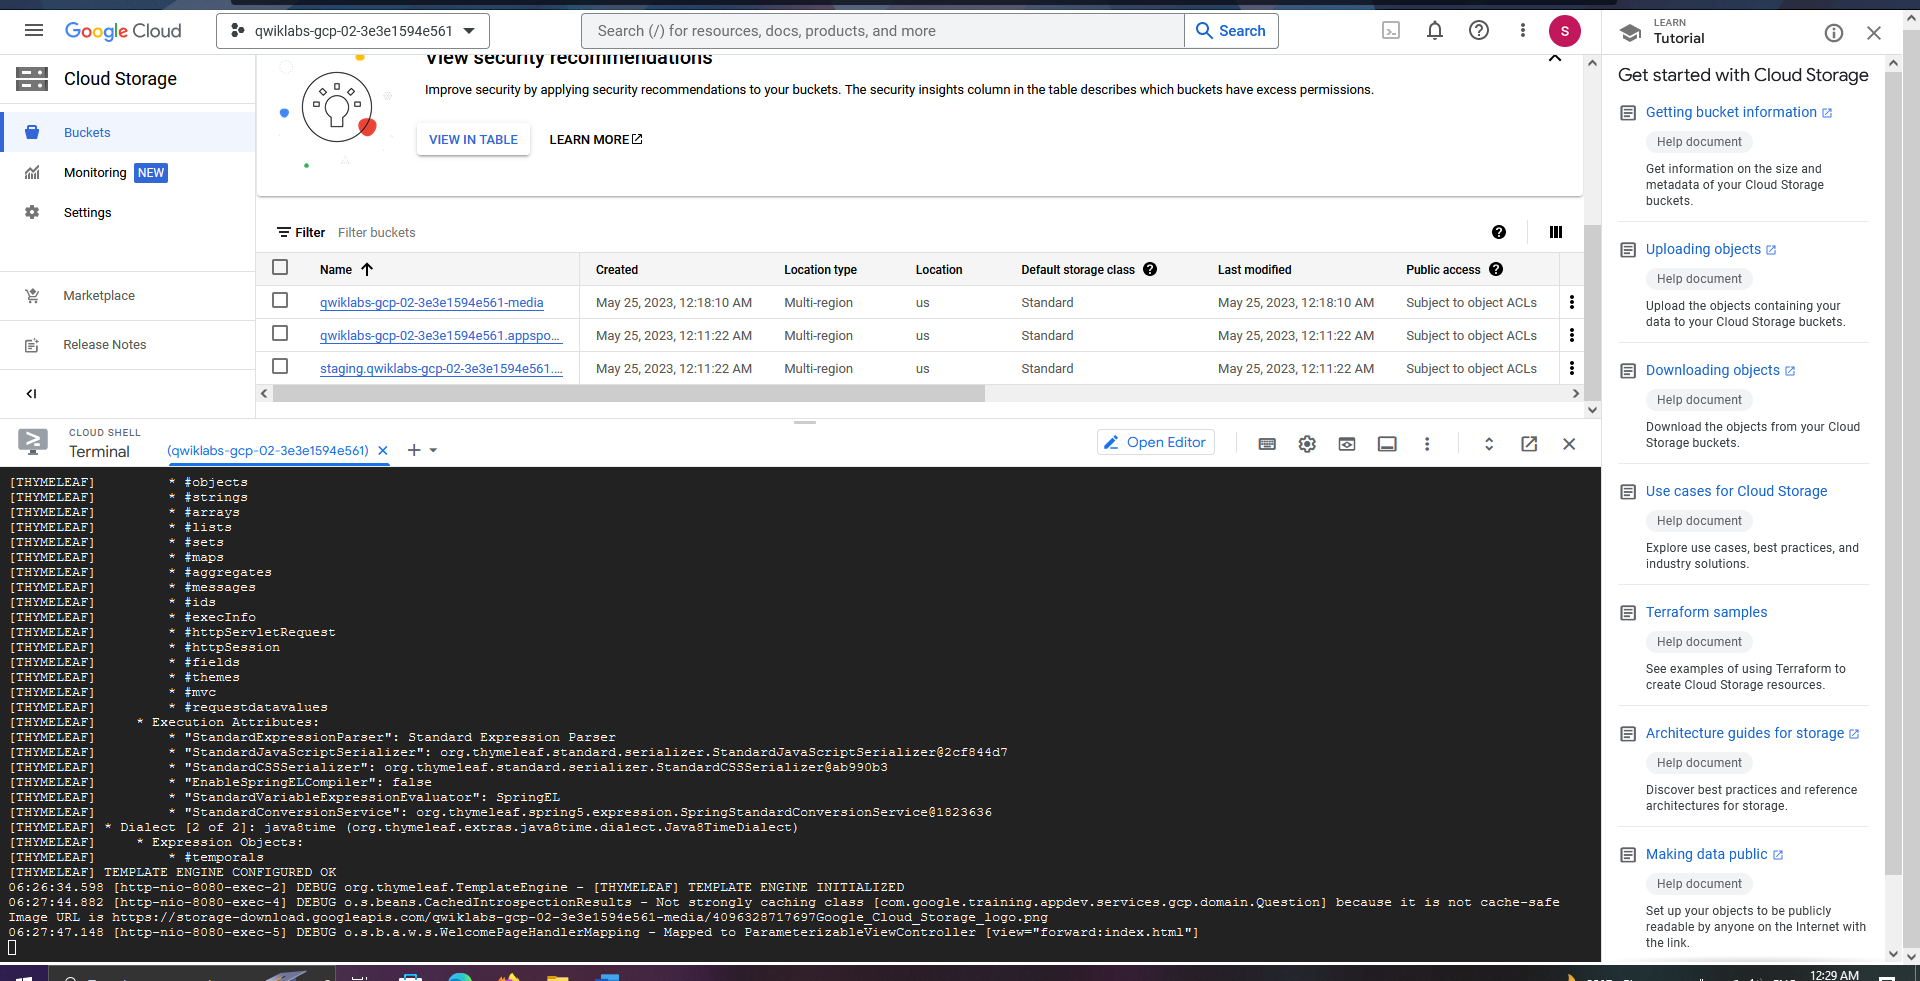 Google Cloud
qwiklabs-gcp-02-3e3e1594e561
Search (/) for resources, docs, products, and more
Search
S
LEARN
Tutorial
Cloud Storage
Buckets
Monitoring NEW
Settings
Marketplace
Release Notes
View security recommendations
Improve security by applying security recommendations to your buckets. The security insights column in the table describes which buckets have excess permissions.
VIEW IN TABLE
LEARN MORE
Filter Filter buckets
Name Created Location type Location Default storage class Last modified Public access
qwiklabs-gcp-02-3e3e1594e561-media May 25, 2023, 12:18:10 AM Multi-region us Standard May 25, 2023, 12:18:10 AM Subject to object ACLs
qwiklabs-gcp-02-3e3e1594e561.appspo... May 25, 2023, 12:11:22 AM Multi-region us Standard May 25, 2023, 12:11:22 AM Subject to object ACLs
staging.qwiklabs-gcp-02-3e3e1594e561.... May 25, 2023, 12:11:22 AM Multi-region us Standard May 25, 2023, 12:11:22 AM Subject to object ACLs
CLOUD SHELL
Terminal
(qwiklabs-gcp-02-3e3e1594e561)
Open Editor
[THYMELEAF] * #objects
[THYMELEAF] * #strings
[THYMELEAF] * #arrays
[THYMELEAF] * #lists
[THYMELEAF] * #sets
[THYMELEAF] * #maps
[THYMELEAF] * #aggregates
[THYMELEAF] * #messages
[THYMELEAF] * #ids
[THYMELEAF] * #execInfo
[THYMELEAF] * #httpServletRequest
[THYMELEAF] * #httpSession
[THYMELEAF] * #fields
[THYMELEAF] * #themes
[THYMELEAF] * #mvc
[THYMELEAF] * #requestdatavalues
[THYMELEAF] * Execution Attributes:
[THYMELEAF] * "StandardExpressionParser": Standard Expression Parser
[THYMELEAF] * "StandardJavaScriptSerializer": org.thymeleaf.standard.serializer.StandardJavaScriptSerializer@2cf844d7
[THYMELEAF] * "StandardCSSSerializer": org.thymeleaf.standard.serializer.StandardCSSSerializer@ab990b3
[THYMELEAF] * "EnableSpringELCompiler": false
[THYMELEAF] * "StandardVariableExpressionEvaluator": SpringEL
[THYMELEAF] * "StandardConversionService": org.thymeleaf.spring5.expression.SpringStandardConversionService@1823636
[THYMELEAF] * Dialect [2 of 2]: java8time (org.thymeleaf.extras.java8time.dialect.Java8TimeDialect)
[THYMELEAF] * Expression Objects:
[THYMELEAF] * #temporals
[THYMELEAF] TEMPLATE ENGINE CONFIGURED OK
06:26:34.598 [http-nio-8080-exec-2] DEBUG org.thymeleaf.TemplateEngine - [THYMELEAF] TEMPLATE ENGINE INITIALIZED
06:27:44.882 [http-nio-8080-exec-4] DEBUG o.s.beans.CachedIntrospectionResults - Not strongly caching class [com.google.training.appdev.services.gcp.domain.Question] because it is not cache-safe
Image URL is https://storage-download.googleapis.com/qwiklabs-gcp-02-3e3e1594e561-media/4096328717697Google_Cloud_Storage_logo.png
06:27:47.148 [http-nio-8080-exec-5] DEBUG o.s.b.a.w.s.WelcomePageHandlerMapping - Mapped to ParameterizableViewController [view="forward:index.html"]
Get started with Cloud Storage
Getting bucket information
Help document
Get information on the size and
metadata of your Cloud Storage
buckets.
Uploading objects
Help document
Upload the objects containing your
data to your Cloud Storage buckets.
Downloading objects
Help document
Download the objects from your Cloud
Storage buckets.
Use cases for Cloud Storage
Help document
Explore use cases, best practices, and
industry solutions.
Terraform samples
Help document
See examples of using Terraform to
create Cloud Storage resources.
Architecture guides for storage
Help document
Discover best practices and reference
architectures for storage.
Making data public
Help document
Set up your objects to be publicly
readable by anyone on the Internet with
the link.
12:29 AM